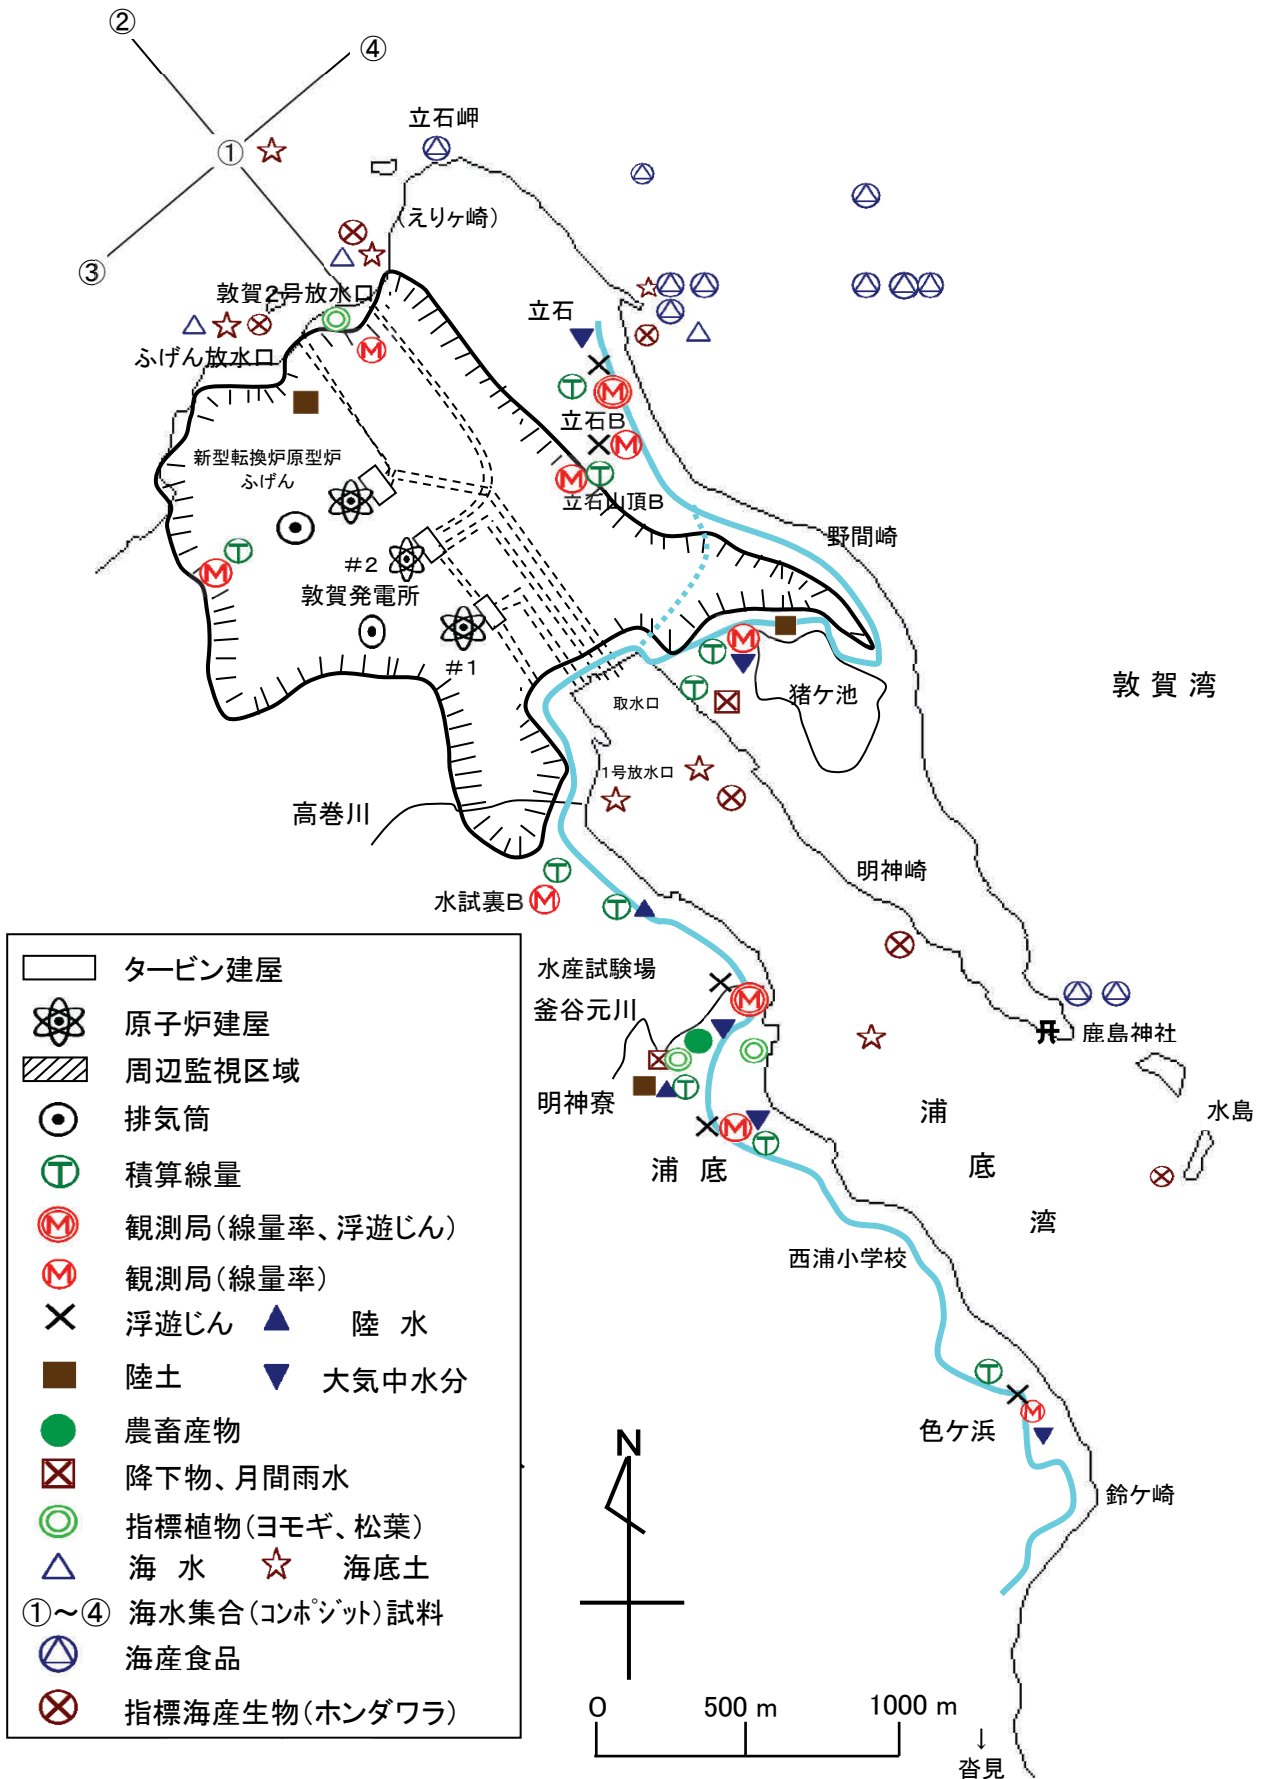 ②
④
立石岬
①
(えりヶ崎)
③
敦賀2号放水口
立石
ふげん放水口
立石B
新型転換炉原型炉
ふげん
立石山頂B
野間崎
#2
敦賀発電所
#1
敦賀湾
猪ケ池
取水口
1号放水口
高巻川
明神崎
水試裏B
水産試験場
釜谷元川
鹿島神社
明神寮
水島
浦底
浦底湾
西浦小学校
色ケ浜
鈴ケ崎
タービン建屋
原子炉建屋
周辺監視区域
排気筒
T 積算線量
M 観測局(線量率、浮遊じん)
M 観測局(線量率)
浮遊じん 陸 水
陸土 大気中水分
農畜産物
降下物、月間雨水
指標植物(ヨモギ、松葉)
海 水 海底土
①～④ 海水集合(コンポジット)試料
海産食品
指標海産生物(ホンダワラ)
N
0 500 m 1000 m
↓
沓見